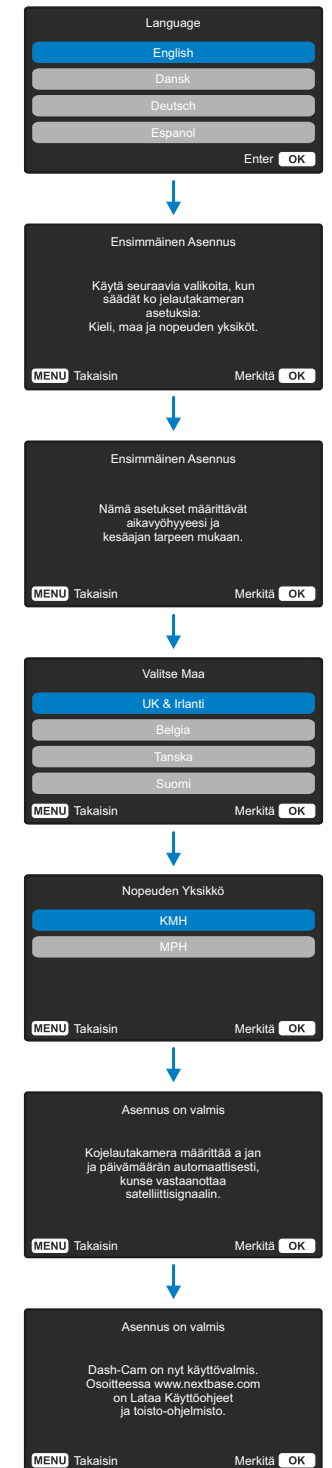 Language
English
Dansk
Deutsch
Espanol
Enter OK
Ensimmäinen Asennus
Käytä seuraavia valikoita, kun
säädät ko jelautakameran
asetuksia:
Kieli, maa ja nopeuden yksiköt.
MENU Takaisin Merkitä OK
Ensimmäinen Asennus
Nämä asetukset määrittävät
aikavyöhyyeesi ja
kesäajan tarpeen mukaan.
MENU Takaisin Merkitä OK
Valitse Maa
UK & Irlanti
Belgia
Tanska
Suomi
MENU Takaisin Merkitä OK
Nopeuden Yksikkö
KMH
MPH
MENU Takaisin Merkitä OK
Asennus on valmis
Kojelautakamera määrittää a jan
ja päivämäärän automaattisesti,
kunse vastaanottaa
satelliittisignaalin.
MENU Takaisin Merkitä OK
Asennus on valmis
Dash-Cam on nyt käyttövalmis.
Osoitteessa www.nextbase.com
on Lataa Käyttöohjeet
ja toisto-ohjelmisto.
MENU Takaisin Merkitä OK